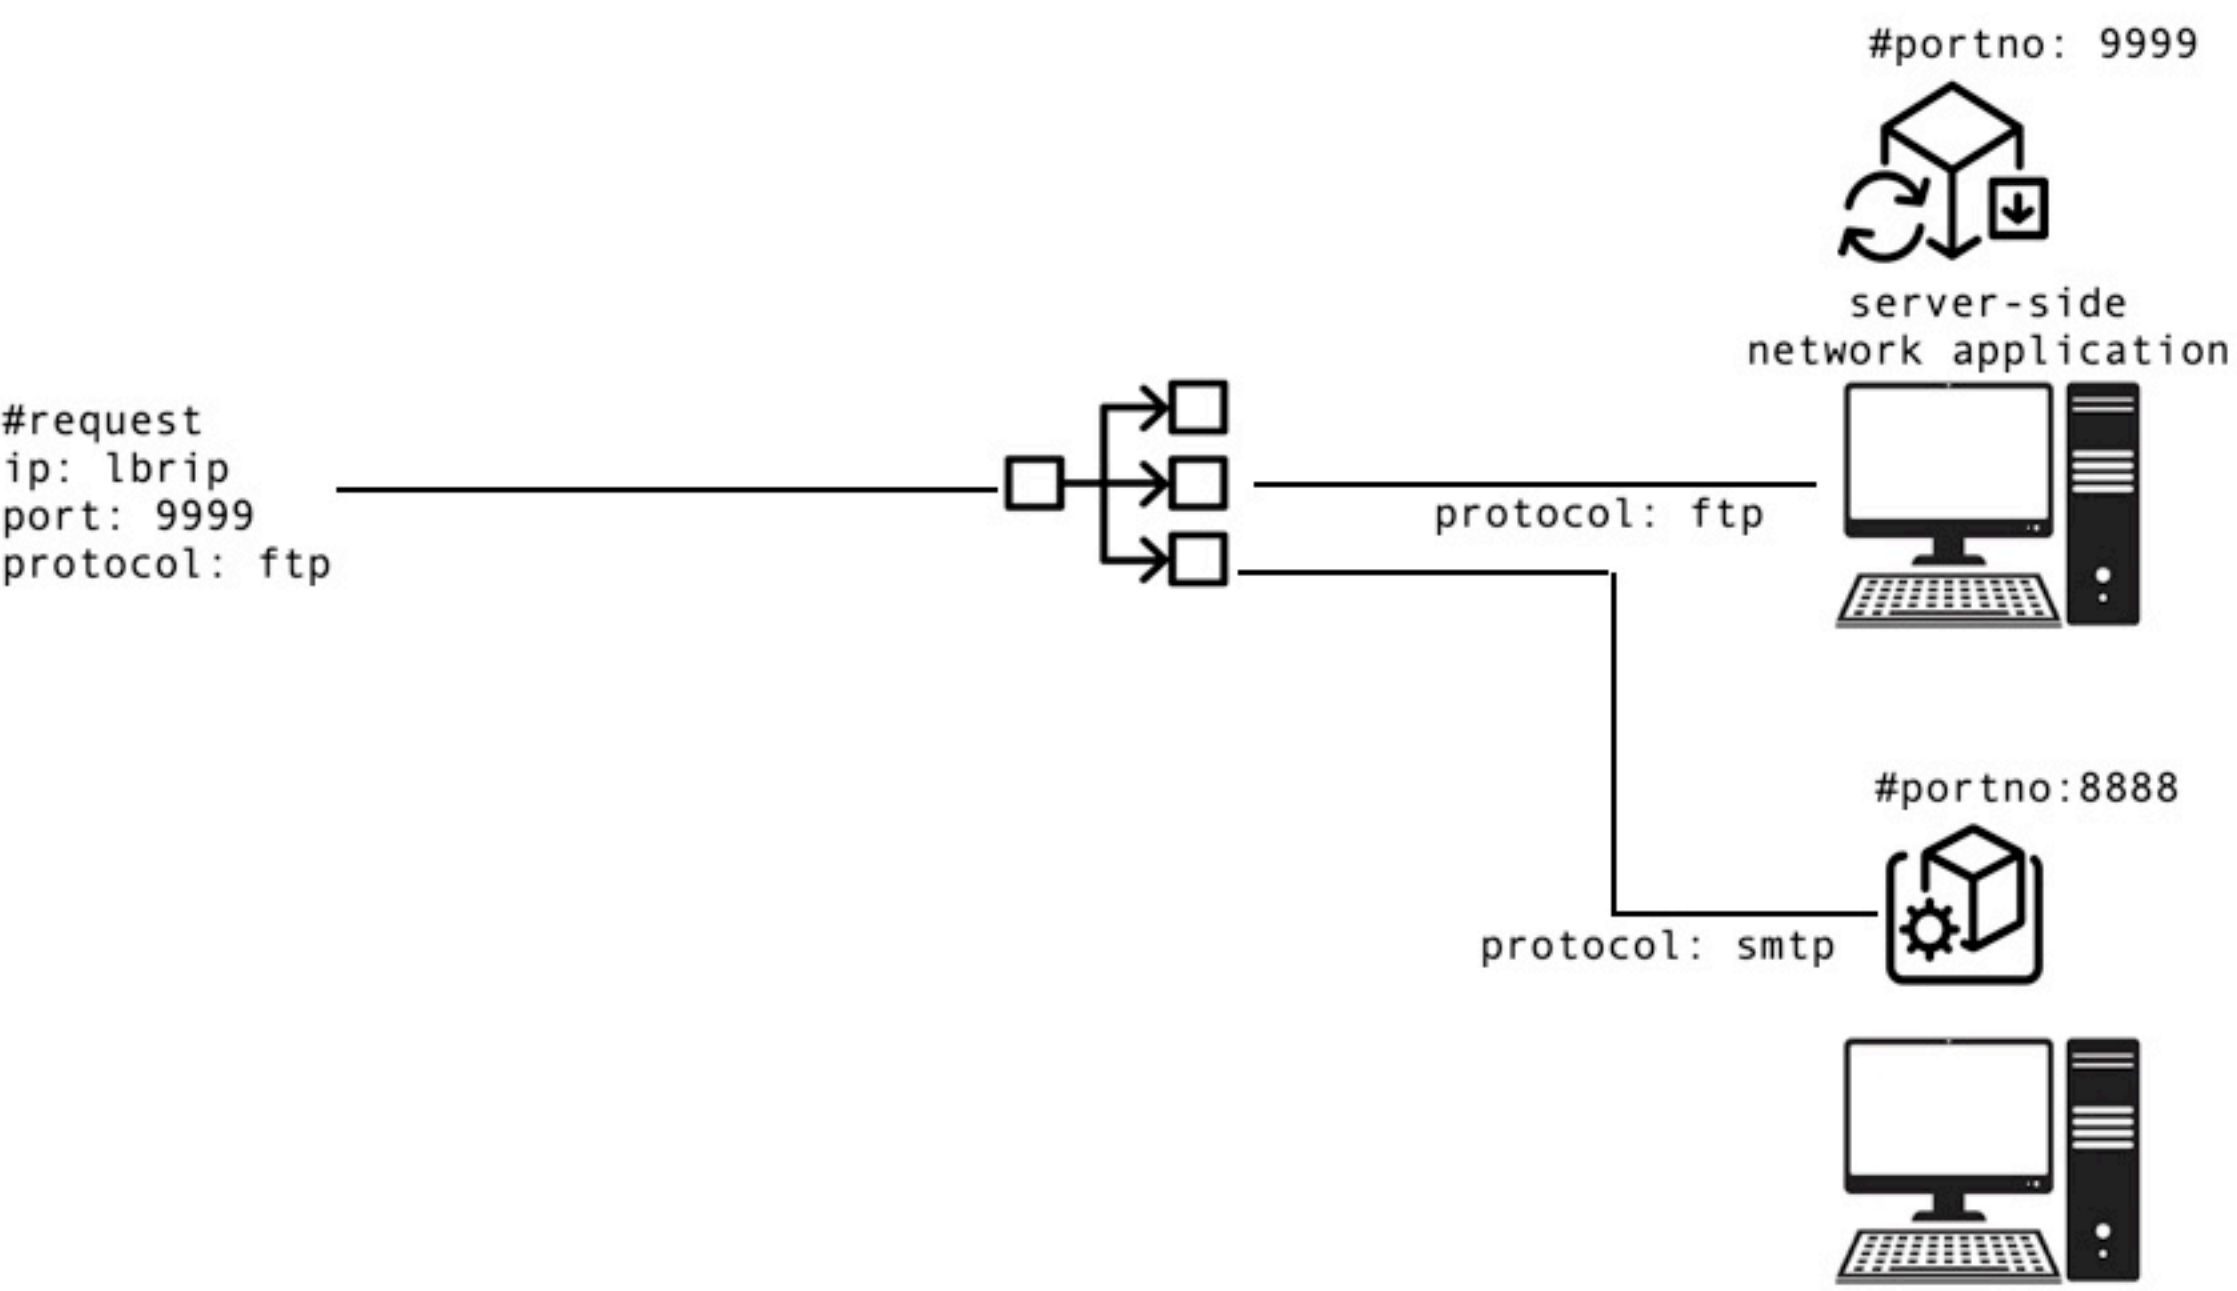 #portno: 9999
server-side
network application
#request
ip: lbrip
port: 9999
protocol: ftp
protocol: ftp
#portno:8888
protocol: smtp